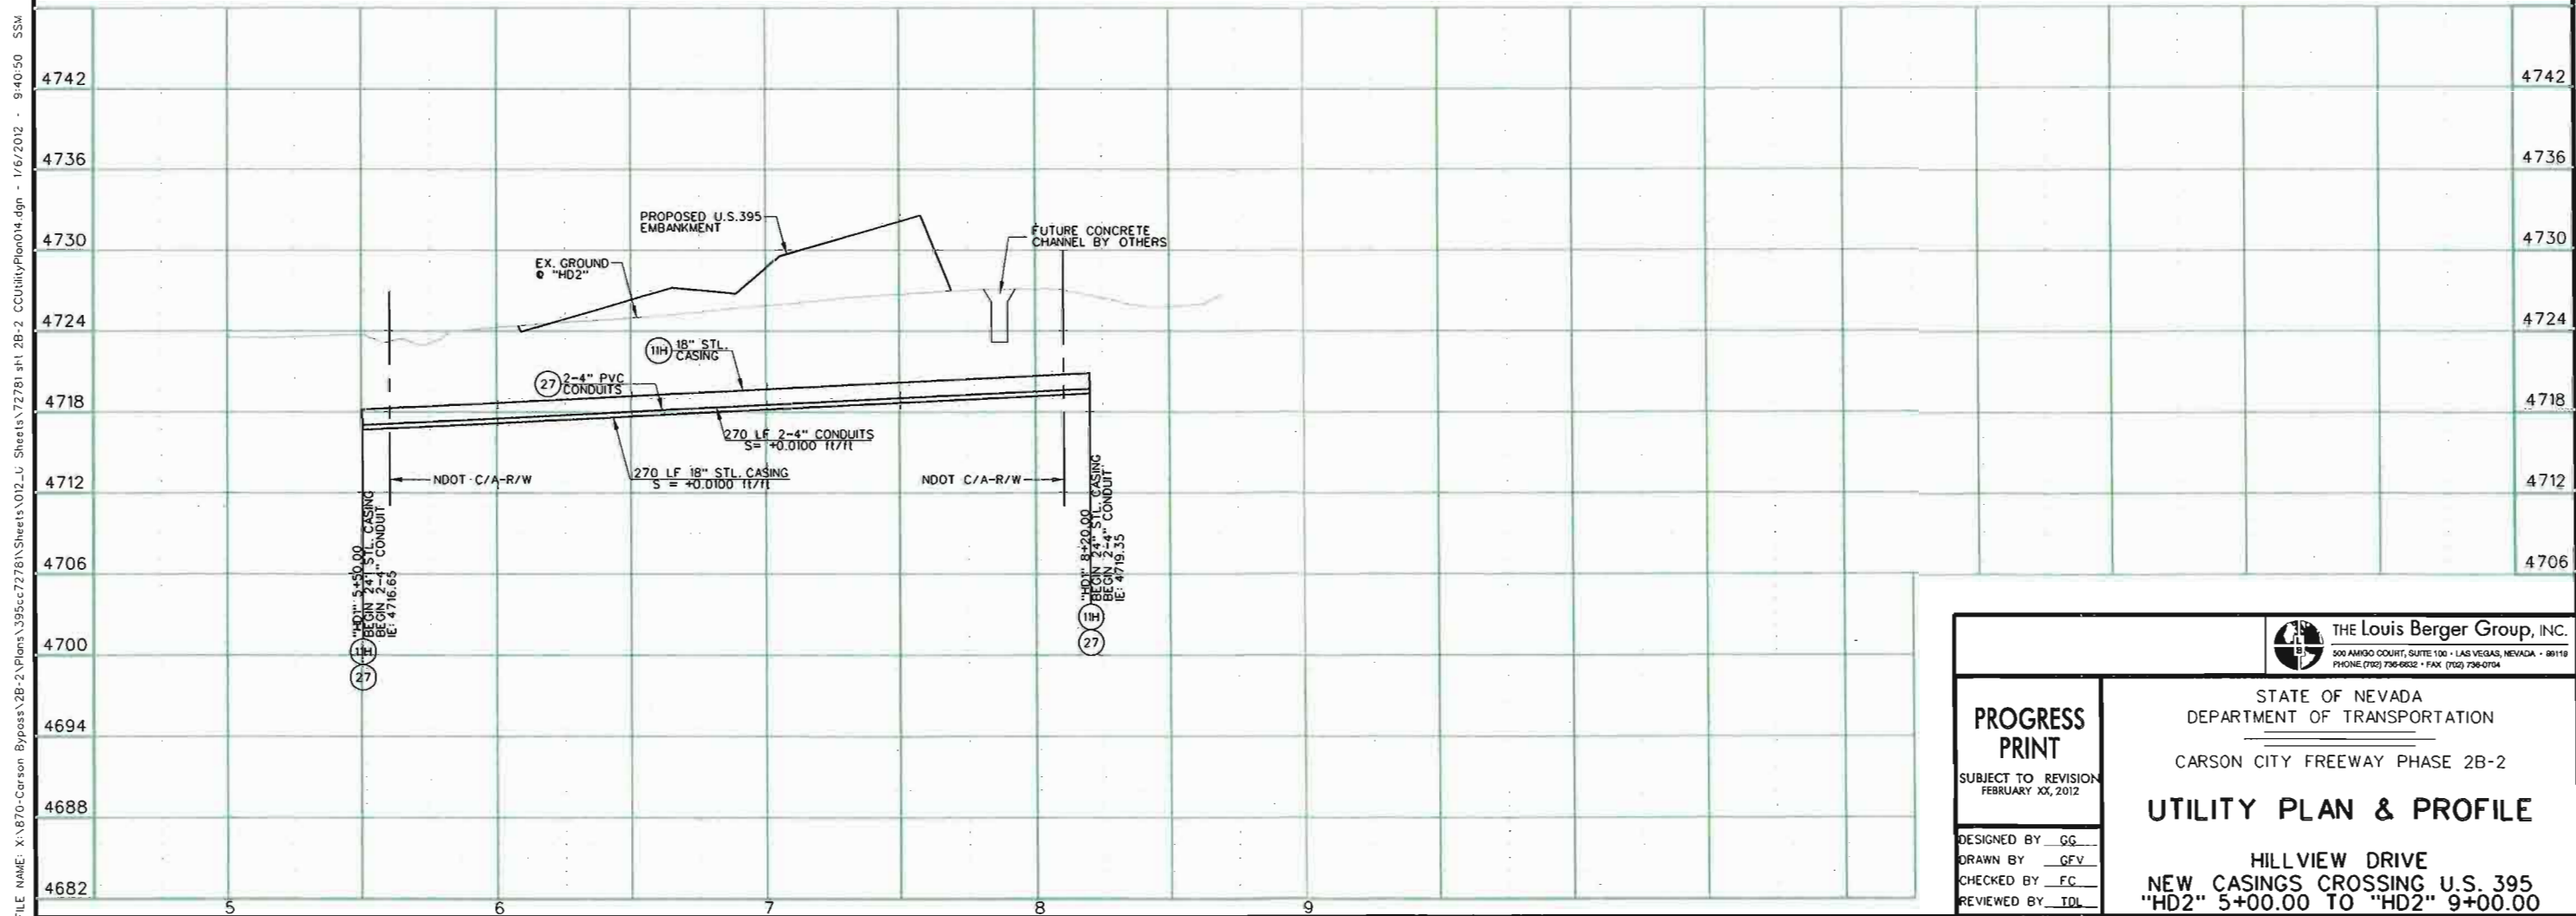 FILE NAME: X:\870-Carson Bypass\2B-2\Plans\395cc72781\Sheets\012_U Sheets\72781 sht 2B-2 CCUtilityPlan014.dgn - 1/6/2012 - 9:40:50 SSM
4742
4742
4736
4736
PROPOSED U.S.395
EMBANKMENT
4730
FUTURE CONCRETE
CHANNEL BY OTHERS
4730
EX. GROUND
@ "HD2"
4724
4724
11H
18" STL.
CASING
27
2-4" PVC
CONDUITS
4718
4718
270 LF 2-4" CONDUITS
S= +0.0100 ft/ft
270 LF 18" STL. CASING
S = +0.0100 ft/ft
NDOT C/A-R/W
NDOT C/A-R/W
4712
4712
"HD1" 5+50.00
BEGIN 24" STL. CASING
BEGIN 2-4" CONDUIT
IE: 4716.65
11H
27
"HD1" 8+20.00
BEGIN 24" STL. CASING
BEGIN 2-4" CONDUIT
IE: 4719.35
11H
27
4706
4706
4700
4694
4688
4682
5
6
7
8
9
THE Louis Berger Group, INC.
500 AMIGO COURT, SUITE 100 • LAS VEGAS, NEVADA • 89119
PHONE (702) 736-6632 • FAX (702) 736-0704
PROGRESS
PRINT
SUBJECT TO REVISION
FEBRUARY XX, 2012
DESIGNED BY GG
DRAWN BY GFV
CHECKED BY FC
REVIEWED BY TDL
STATE OF NEVADA
DEPARTMENT OF TRANSPORTATION
CARSON CITY FREEWAY PHASE 2B-2
UTILITY PLAN & PROFILE
HILLVIEW DRIVE
NEW CASINGS CROSSING U.S. 395
"HD2" 5+00.00 TO "HD2" 9+00.00